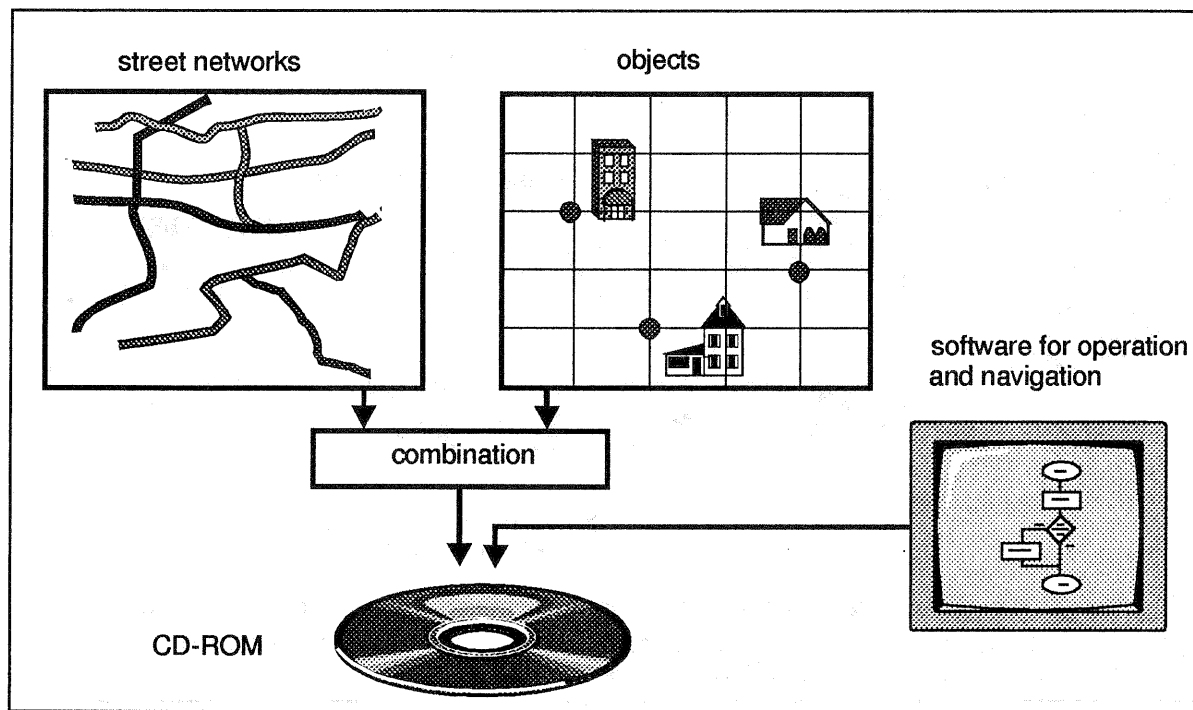 street networks
objects
software for operation
and navigation
combination
CD-ROM